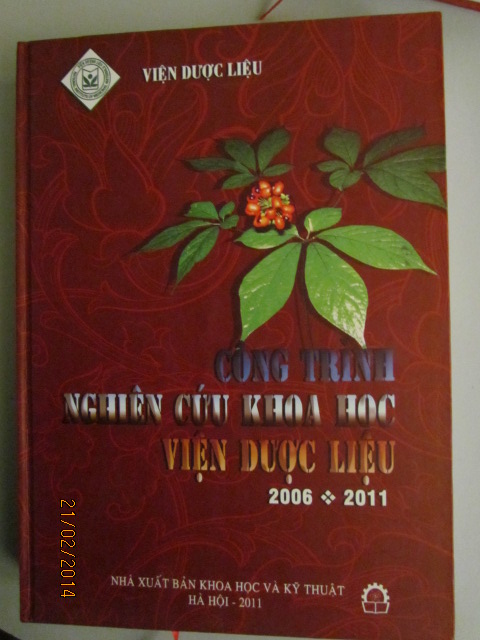 VIỆN DƯỢC LIỆU
CÔNG TRÌNH
NGHIÊN CỨU KHOA HỌC
VIỆN DƯỢC LIỆU
2006 ❖ 2011
NHÀ XUẤT BẢN KHOA HỌC VÀ KỸ THUẬT
HÀ HỘI - 2011
21/02/2014